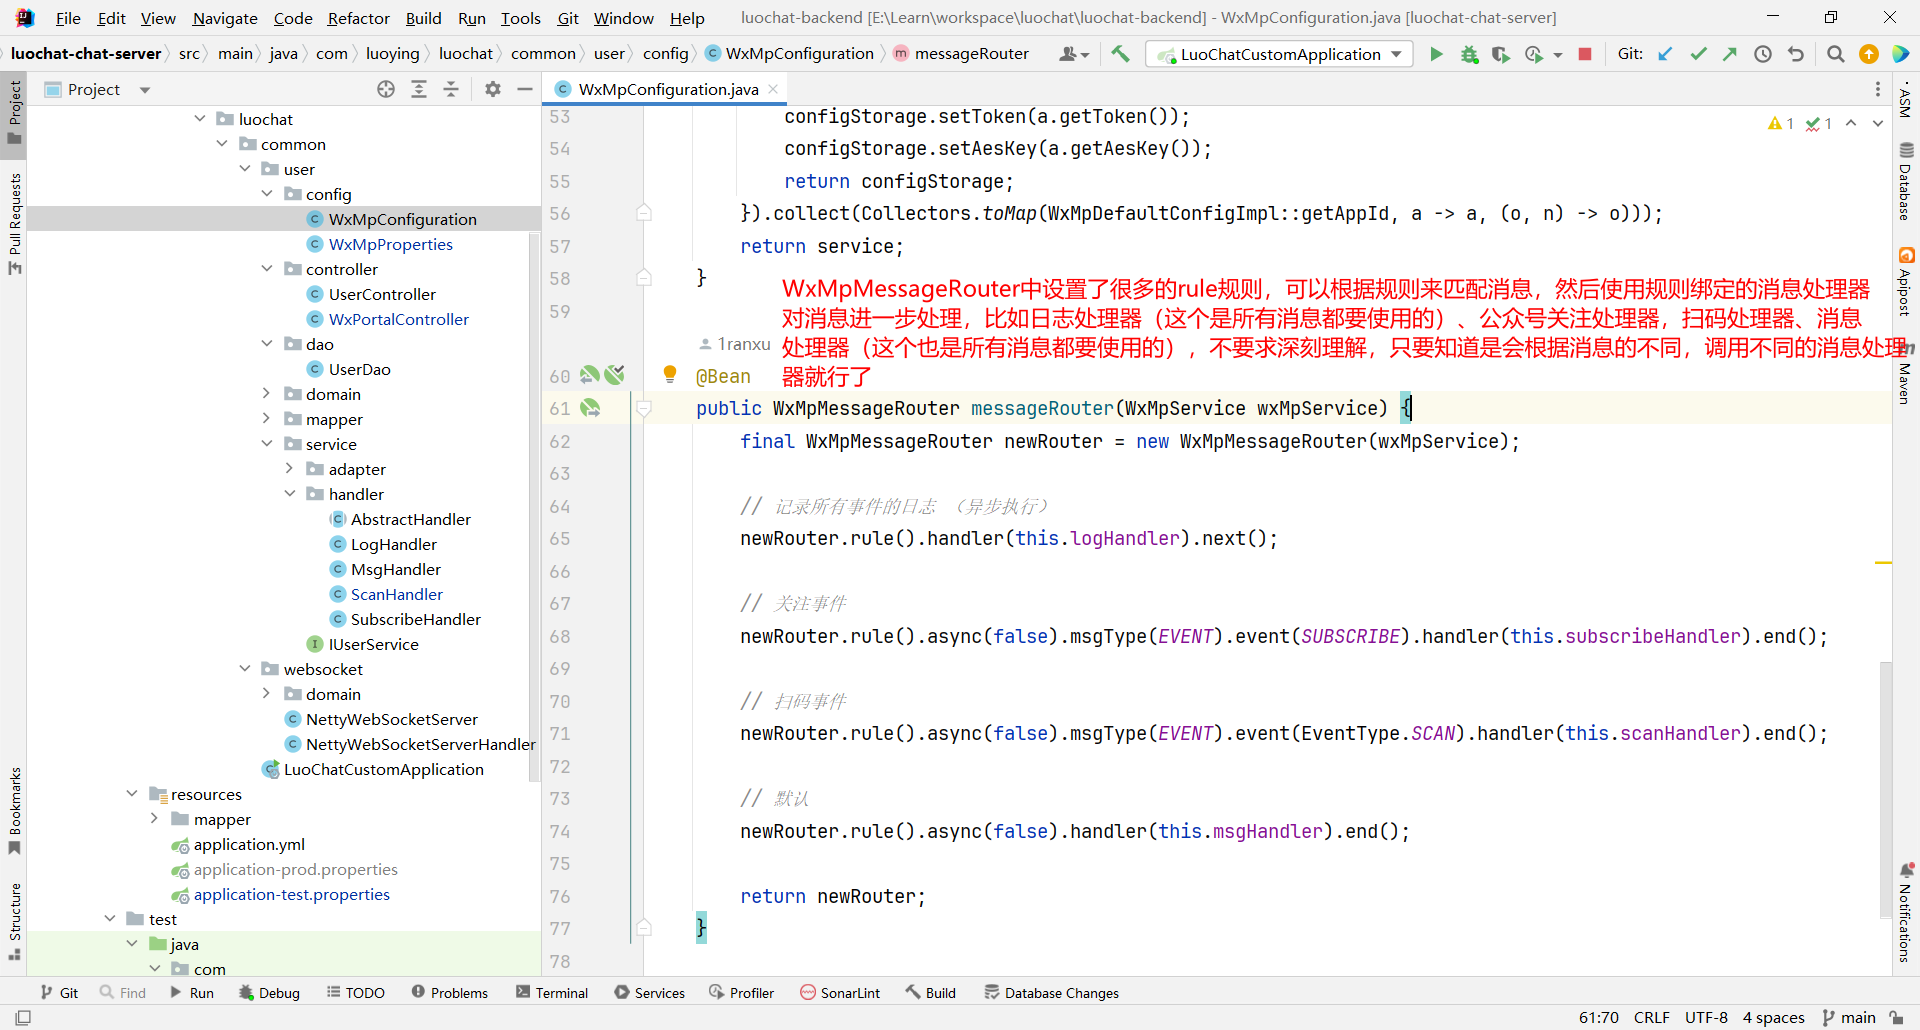 File Edit View Navigate Code Refactor Build Run Tools Git Window Help luochat-backend [E:\Learn\workspace\luochat\luochat-backend] - WxMpConfiguration.java [luochat-chat-server]
luochat-chat-server src main java com luoying luochat common user config WxMpConfiguration messageRouter LuoChatCustomApplication Git:
Project
WxMpConfiguration.java
luochat
common
user
config
WxMpConfiguration
WxMpProperties
controller
UserController
WxPortalController
dao
UserDao
domain
mapper
service
adapter
handler
AbstractHandler
LogHandler
MsgHandler
ScanHandler
SubscribeHandler
IUserService
websocket
domain
NettyWebSocketServer
NettyWebSocketServerHandler
LuoChatCustomApplication
resources
mapper
application.yml
application-prod.properties
application-test.properties
test
java
com
Project
Pull Requests
Bookmarks
Structure
1 1
53 configStorage.setToken(a.getToken());
54 configStorage.setAesKey(a.getAesKey());
55 return configStorage;
56 }).collect(Collectors.toMap(WxMpDefaultConfigImpl::getAppId, a -> a, (o, n) -> o)));
57 return service;
58 }
59
WxMpMessageRouter中设置了很多的rule规则，可以根据规则来匹配消息，然后使用规则绑定的消息处理器
对消息进一步处理，比如日志处理器（这个是所有消息都要使用的）、公众号关注处理器，扫码处理器、消息
处理器（这个也是所有消息都要使用的），不要求深刻理解，只要知道是会根据消息的不同，调用不同的消息处理
器就行了
1ranxu
60 @Bean
61 public WxMpMessageRouter messageRouter(WxMpService wxMpService) {
62 final WxMpMessageRouter newRouter = new WxMpMessageRouter(wxMpService);
63
64 // 记录所有事件的日志 （异步执行）
65 newRouter.rule().handler(this.logHandler).next();
66
67 // 关注事件
68 newRouter.rule().async(false).msgType(EVENT).event(SUBSCRIBE).handler(this.subscribeHandler).end();
69
70 // 扫码事件
71 newRouter.rule().async(false).msgType(EVENT).event(EventType.SCAN).handler(this.scanHandler).end();
72
73 // 默认
74 newRouter.rule().async(false).handler(this.msgHandler).end();
75
76 return newRouter;
77 }
78
ASM
Database
Apipost
Maven
Notifications
Git Find Run Debug TODO Problems Terminal Services Profiler SonarLint Build Database Changes
61:70 CRLF UTF-8 4 spaces main